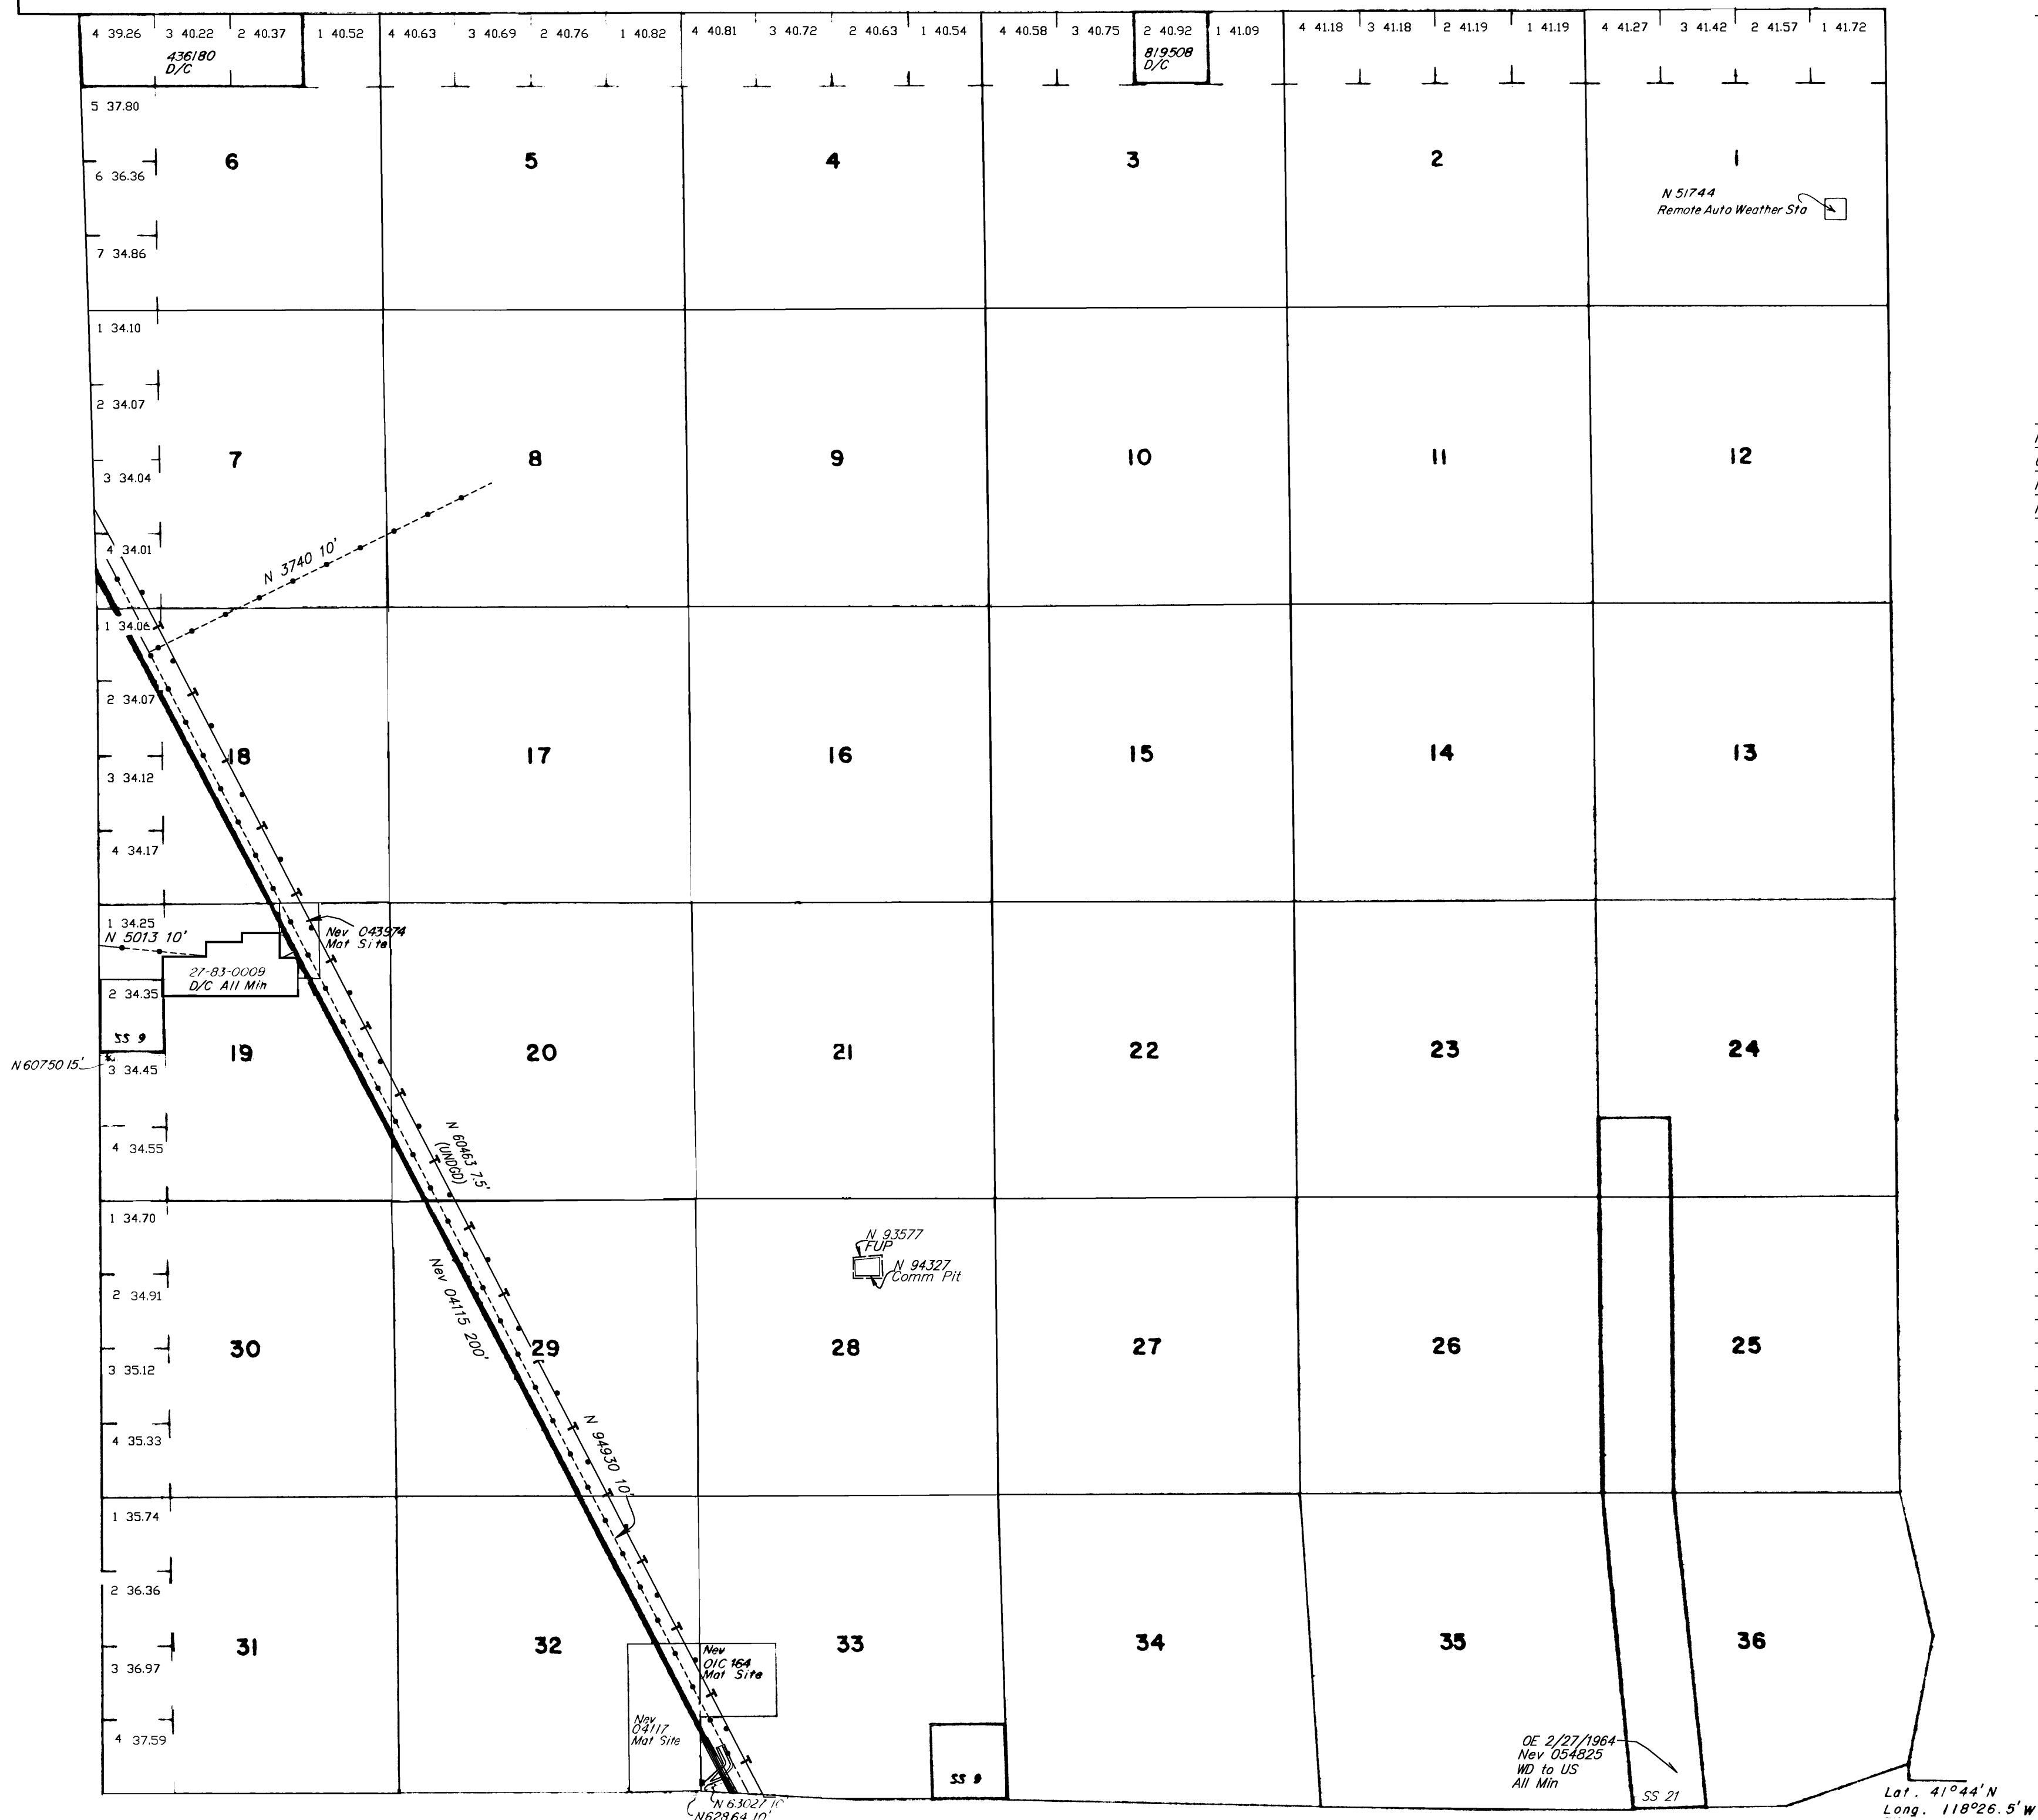 4 39.26 3 40.22 2 40.37 1 40.52 4 40.63 3 40.69 2 40.76 1 40.82 4 40.81 3 40.72 2 40.63 1 40.54 4 40.58 3 40.75 2 40.92 1 41.09 4 41.18 3 41.18 2 41.19 1 41.19 4 41.27 3 41.42 2 41.57 1 41.72
436180
D/C
819508
D/C
5 37.80
6 5 4 3 2 1
6 36.36
N 51744
Remote Auto Weather Sta
7 34.86
1 34.10
2 34.07
7 8 9 10 11 12
3 34.04
4 34.01
N 3740 10'
1 34.06
2 34.07
18 17 16 15 14 13
3 34.12
4 34.17
1 34.25
N 5013 10'
Nev 043974
Mat Site
27-83-0009
D/C All Min
2 34.35
SS 9
19 20 21 22 23 24
N 60750 15'
3 34.45
4 34.55
N 60463 7.5'
(UNDGD)
1 34.70
N 93577
FUP
N 94327
Comm Pit
2 34.91
Nev 04115 200'
30 29 28 27 26 25
3 35.12
4 35.33
N 94930 10'
1 35.74
2 36.36
31 32 33 34 35 36
Nev
OIC 164
Mat Site
3 36.97
Nev
04117
Mat Site
4 37.59
SS 9
OE 2/27/1964
Nev 054825
WD to US
All Min
SS 21
N 63027 10'
N 62864 10'
Lat. 41°44' N
Long. 118°26.5' W